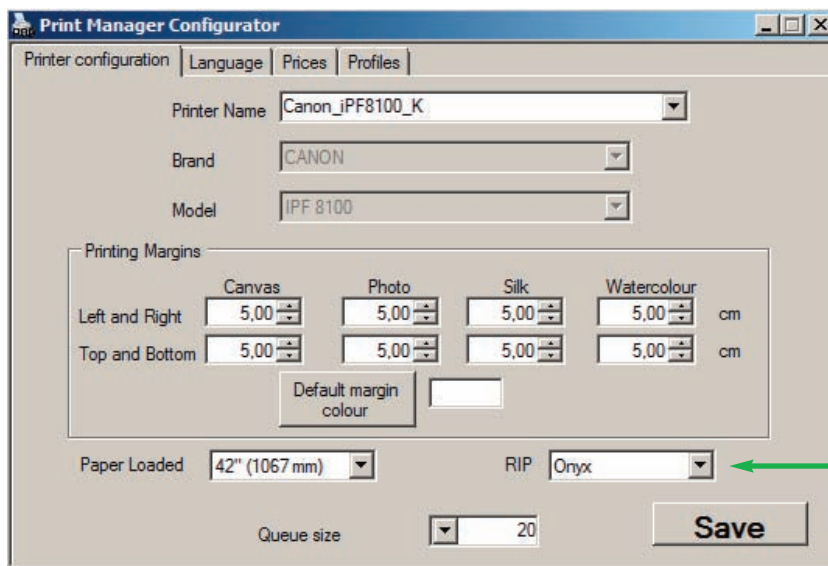 Print Manager Configurator
Printer configuration Language Prices Profiles
Printer Name Canon_iPF8100_K
Brand CANON
Model IPF 8100
Printing Margins
Canvas Photo Silk Watercolour
Left and Right 5,00 5,00 5,00 5,00 cm
Top and Bottom 5,00 5,00 5,00 5,00 cm
Default margin
colour
Paper Loaded 42" (1067 mm) RIP Onyx
Queue size 20 Save